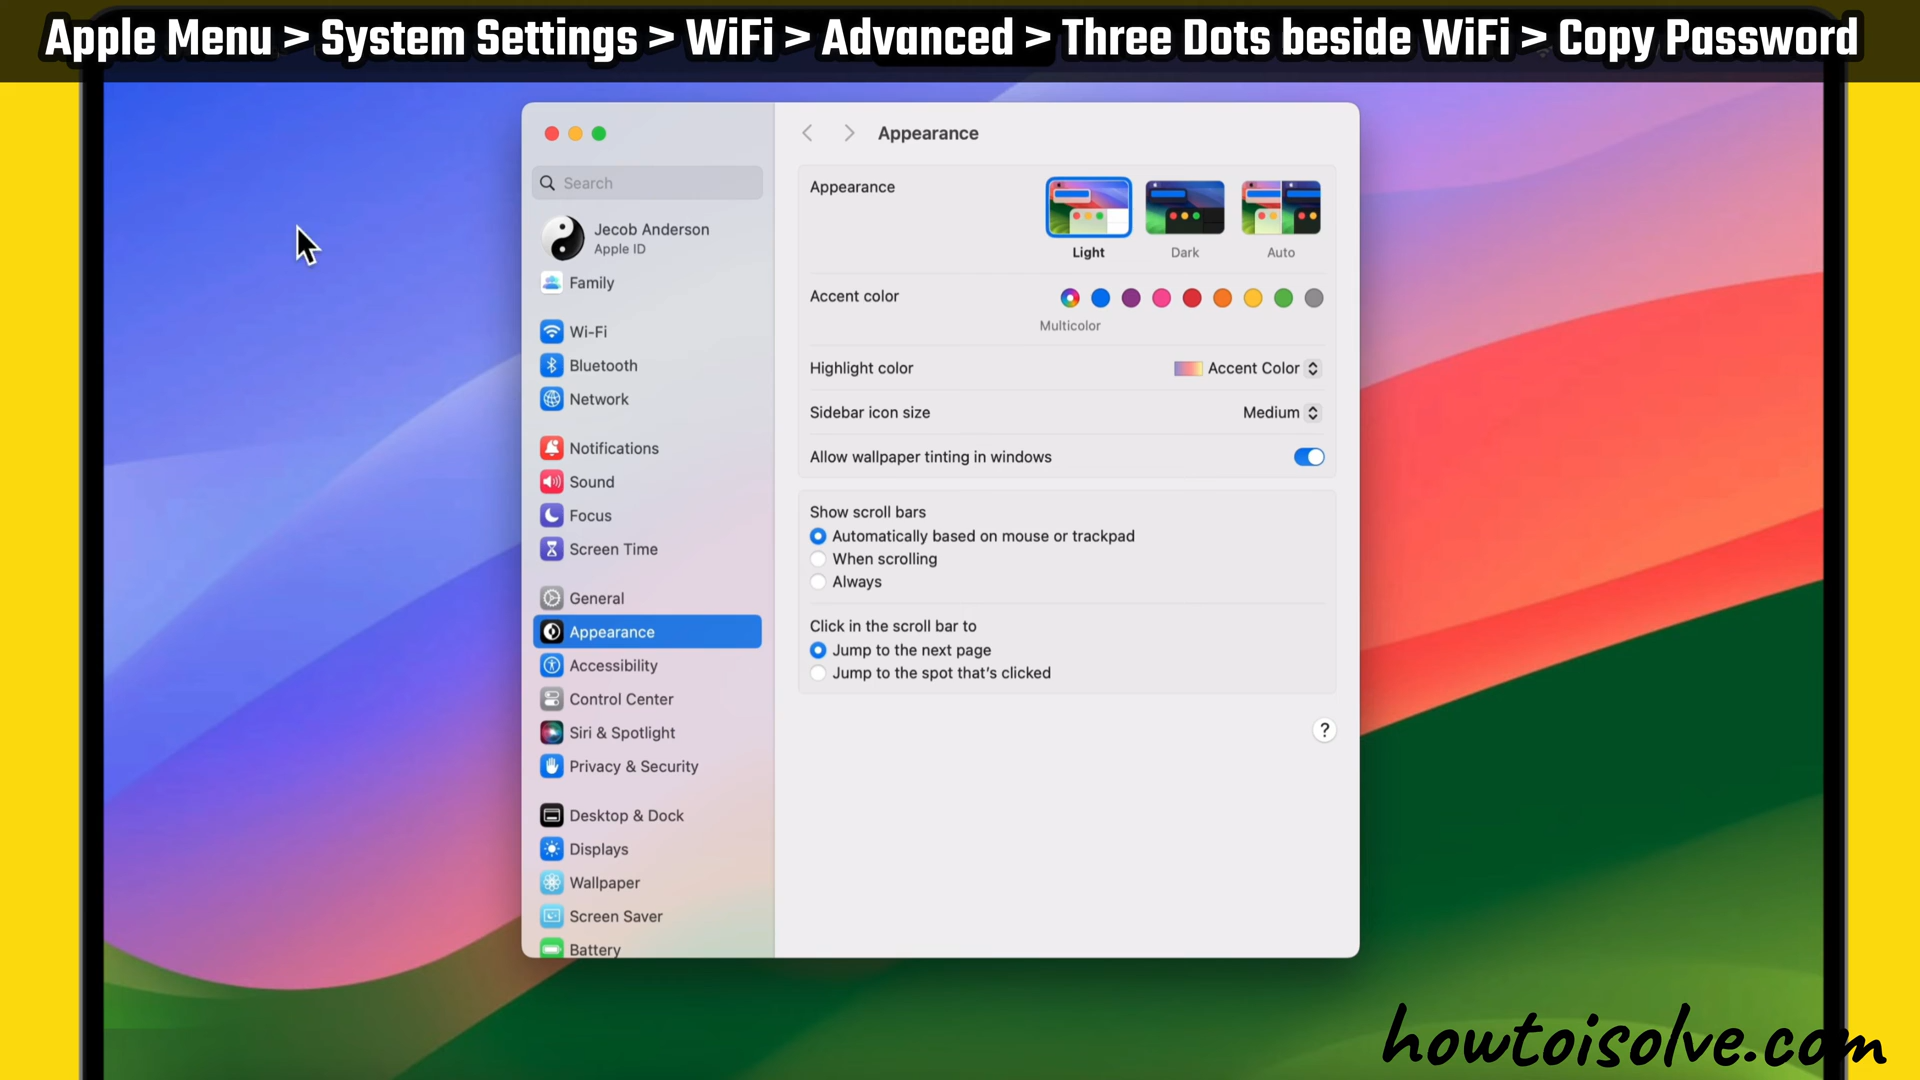 Apple Menu > System Settings > WiFi > Advanced > Three Dots beside WiFi > Copy Password
Search
Jecob Anderson
Apple ID
Family
Wi-Fi
Bluetooth
Network
Notifications
Sound
Focus
Screen Time
General
Appearance
Accessibility
Control Center
Siri & Spotlight
Privacy & Security
Desktop & Dock
Displays
Wallpaper
Screen Saver
Battery
Appearance
Appearance
Light Dark Auto
Accent color
Multicolor
Highlight color Accent Color
Sidebar icon size Medium
Allow wallpaper tinting in windows
Show scroll bars
Automatically based on mouse or trackpad
When scrolling
Always
Click in the scroll bar to
Jump to the next page
Jump to the spot that's clicked
?
howtoisolve.com